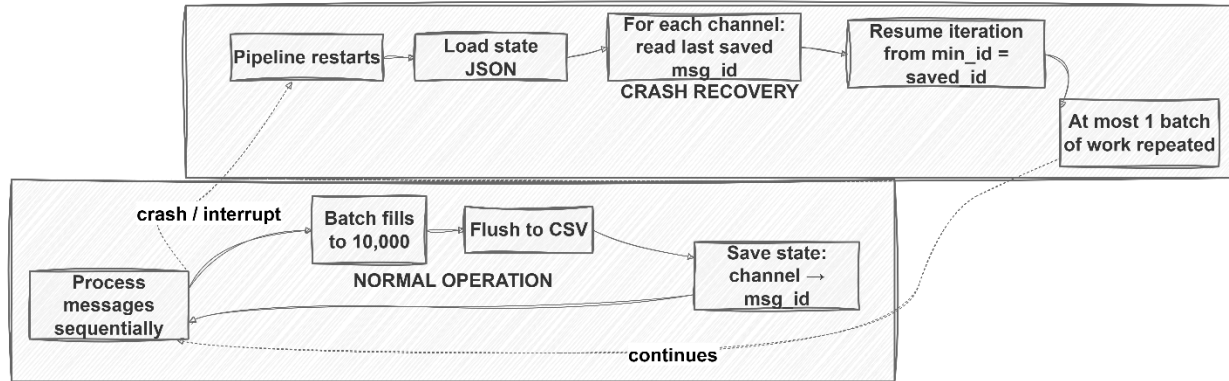 Pipeline restarts
Load state
JSON
For each channel:
read last saved
msg_id
Resume iteration
from min_id =
saved_id
CRASH RECOVERY
At most 1 batch
of work repeated
crash / interrupt
Batch fills
to 10,000
Flush to CSV
Save state:
channel →
msg_id
NORMAL OPERATION
Process
messages
sequentially
continues